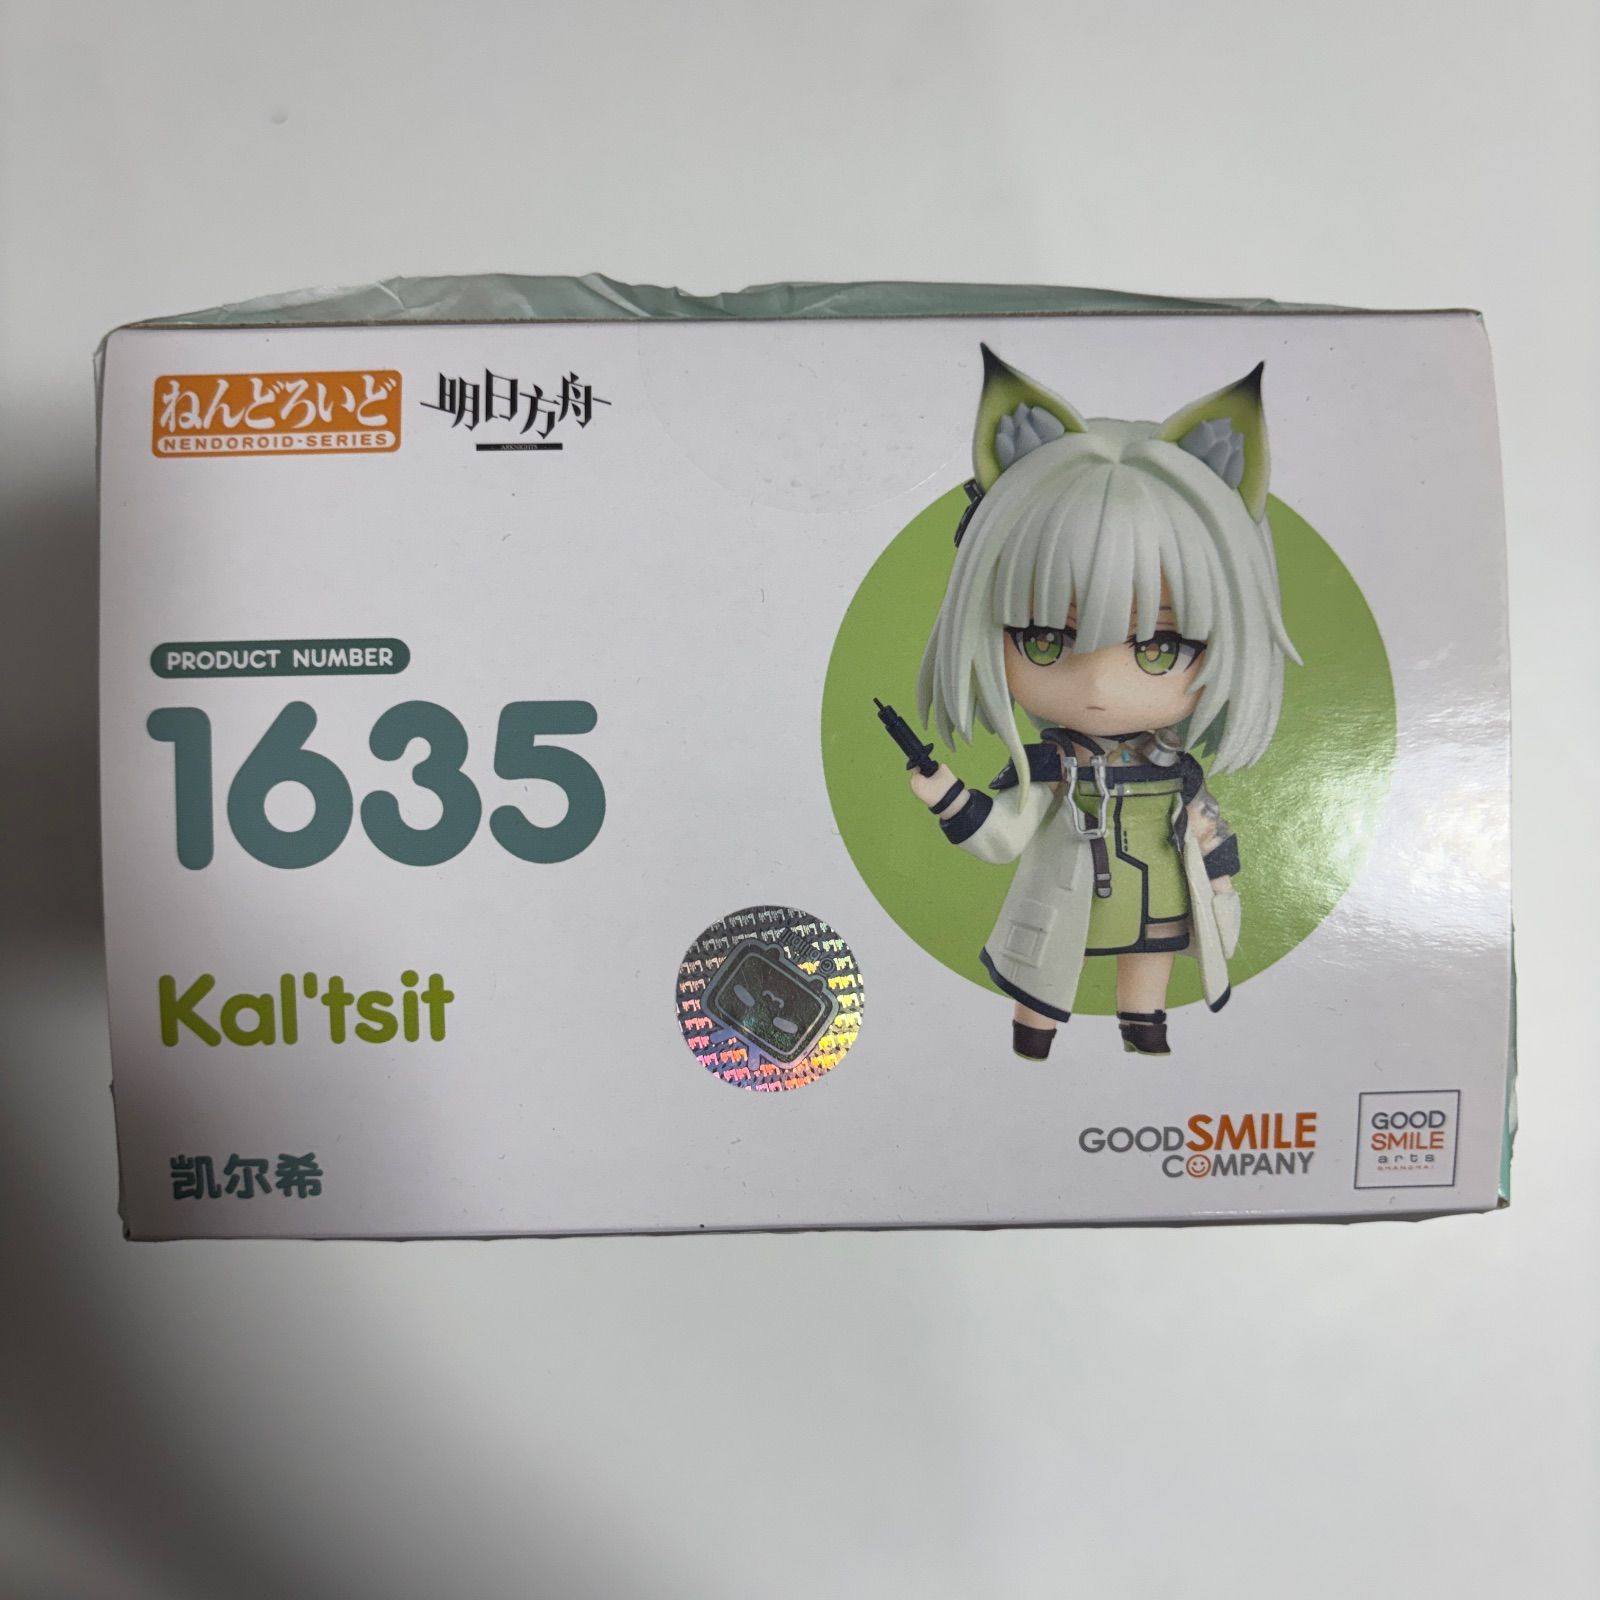 ねんどろいど
NENDOROID-SERIES
明日方舟
ARKNIGHTS
PRODUCT NUMBER
1635
Kal'tsit
凯尔希
GOOD SMILE
COMPANY
GOOD
SMILE
arts
SHANGHAI